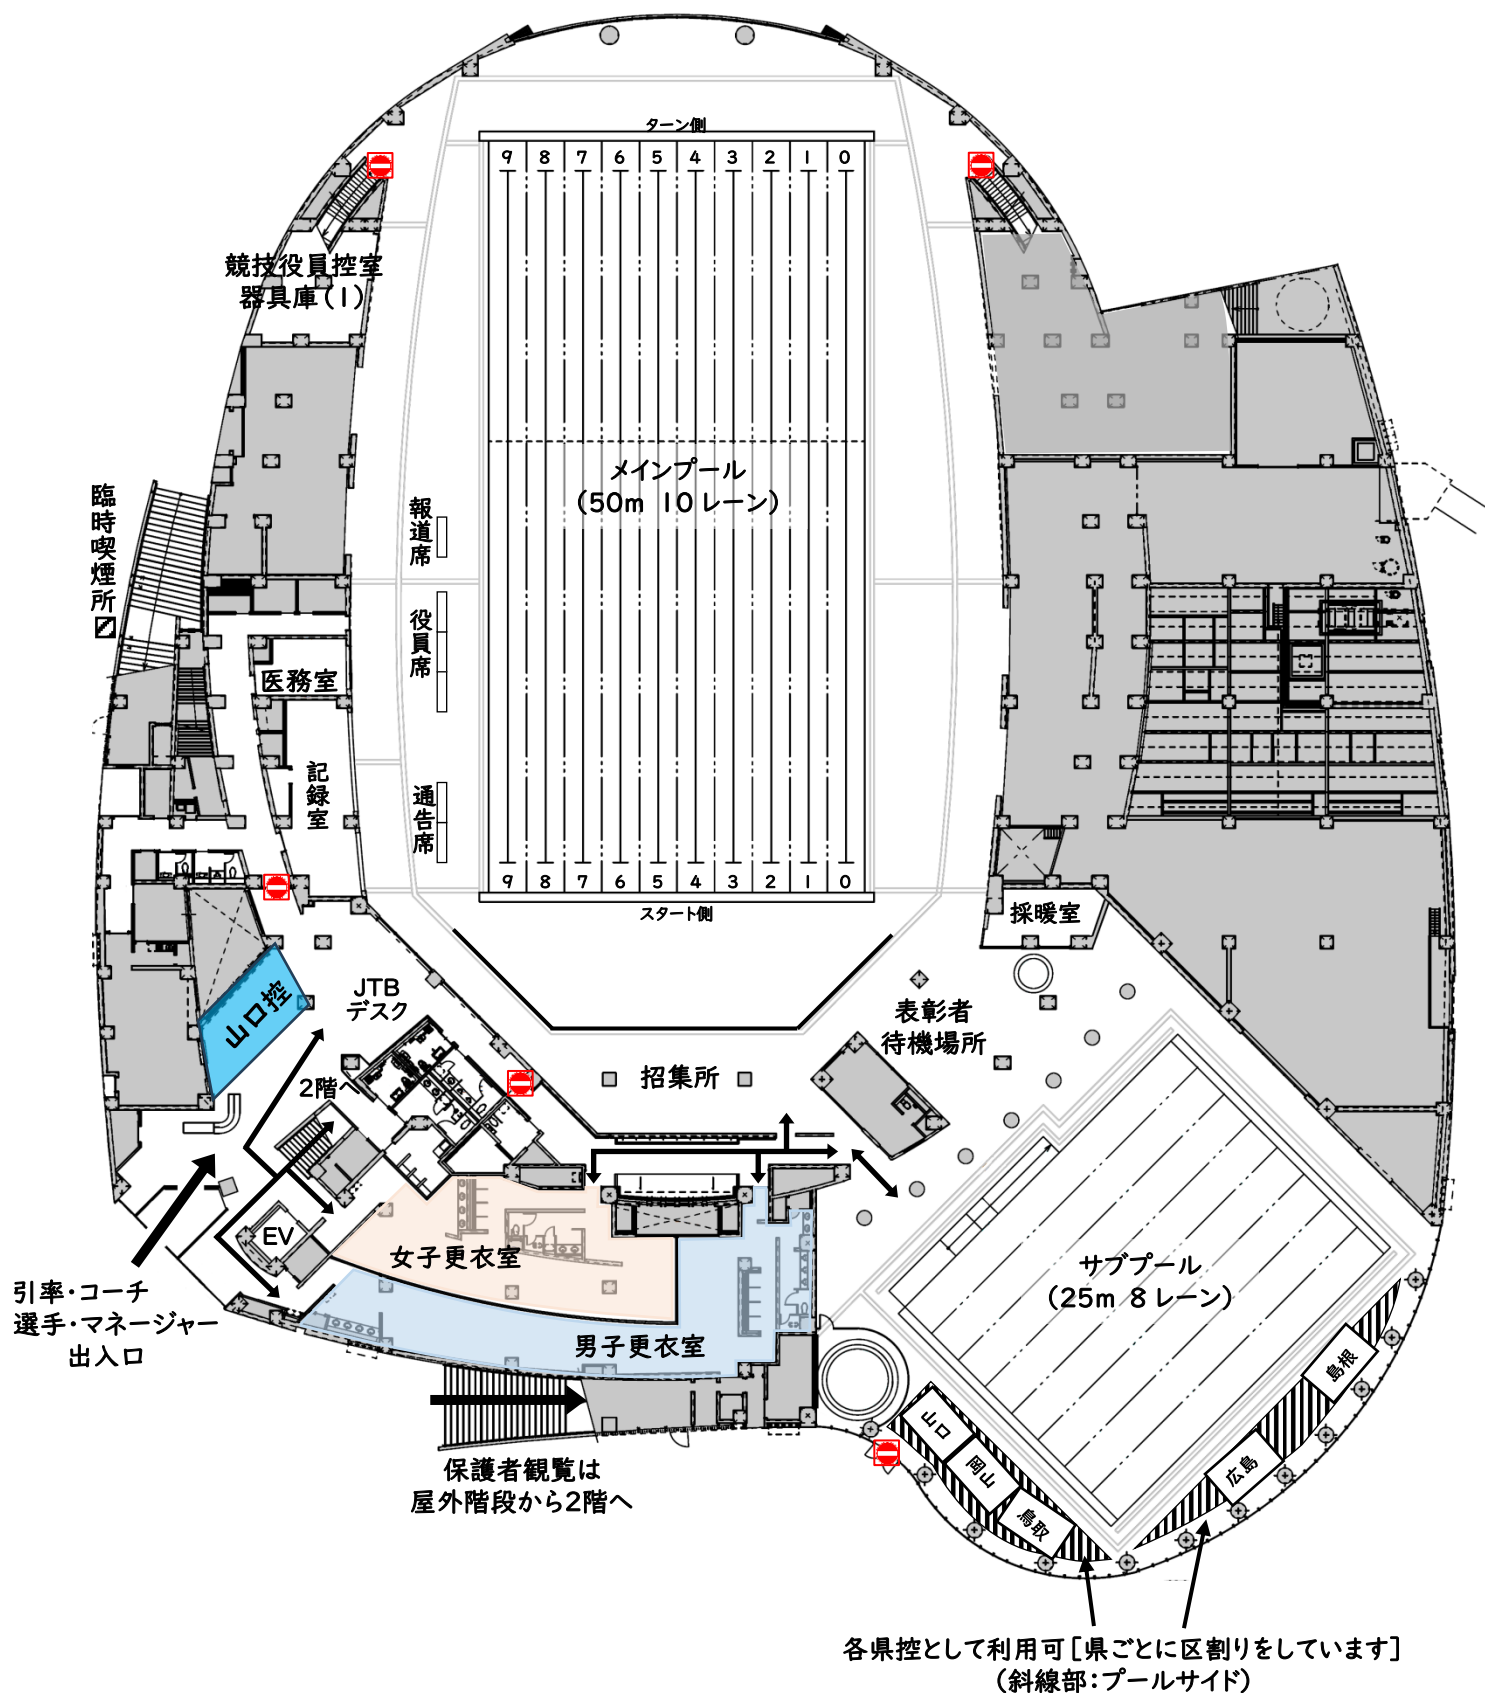 ターン側
9 8 7 6 5 4 3 2 1 0
競技役員控室
器具庫(1)
メインプール
(50m 10レーン)
臨時喫煙所
報道席
役員席
医務室
記録室
通告席
9 8 7 6 5 4 3 2 1 0
スタート側
採暖室
山口控
JTB
デスク
表彰者
待機場所
招集所
2階へ
EV
女子更衣室
男子更衣室
サブプール
(25m 8レーン)
引率・コーチ
選手・マネージャー
出入口
島根
山口
岡山
鳥取
広島
保護者観覧は
屋外階段から2階へ
各県控として利用可[県ごとに区割りをしています]
(斜線部:プールサイド)